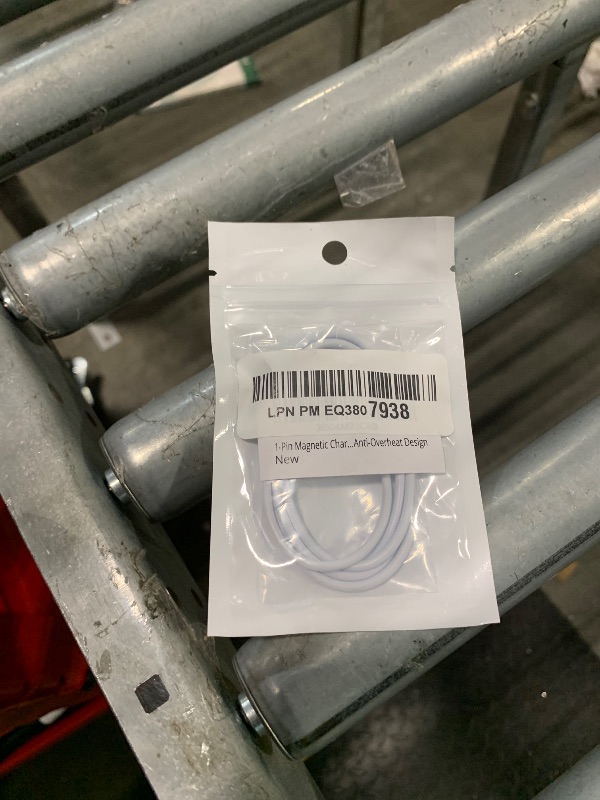 LPN PM EQ3807938
1-Pin Magnetic Char...Anti-Overheat Design
New